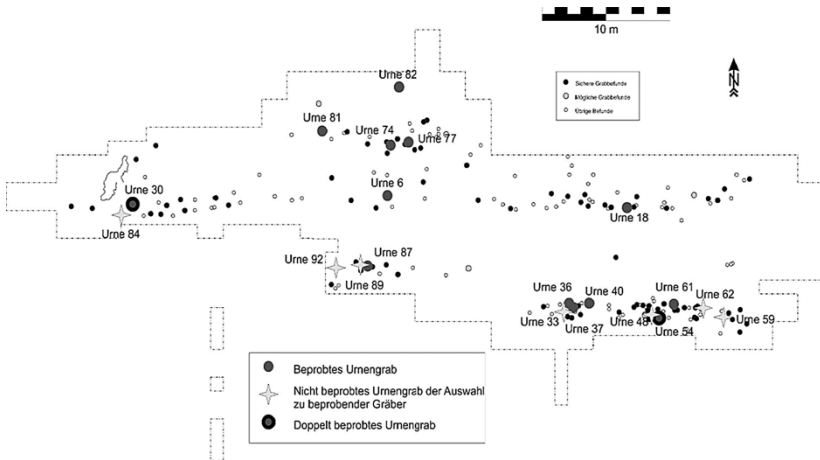 10 m
N
Sichere Grabbefunde
Mögliche Grabbefunde
Übrige Befunde
Urne 82
Urne 81
Urne 74
Urne 77
Urne 30
Urne 6
Urne 84
Urne 18
Urne 92
Urne 87
Urne 89
Urne 36
Urne 40
Urne 61
Urne 62
Urne 33
Urne 37
Urne 48
Urne 54
Urne 59
Beprobtes Urnengrab
Nicht beprobtes Urnengrab der Auswahl
zu beprobender Gräber
Doppelt beprobtes Urnengrab